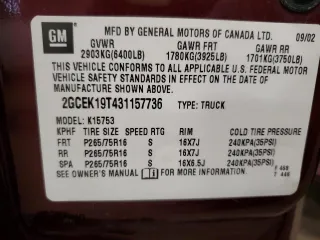 GM
MFD BY GENERAL MOTORS OF CANADA LTD. 09/02
GVWR GAWR FRT GAWR RR
2903KG(6400LB) 1780KG(3925LB) 1701KG(3750LB)
THIS VEHICLE CONFORMS TO ALL APPLICABLE U.S. FEDERAL MOTOR
VEHICLE SAFETY STANDARDS IN EFFECT ON THE DATE OF
MANUFACTURE SHOWN ABOVE.
2GCEK19T431157736 TYPE: TRUCK
MODEL: K15753
KPHF TIRE SIZE SPEED RTG RIM COLD TIRE PRESSURE
FRT P265/75R16 S 16X7J 240KPA(35PSI)
RR P265/75R16 S 16X7J 240KPA(35PSI)
SPA P265/75R16 S 16X6.5J 240KPA(35PSI)
SEE OWNER'S MANUAL FOR ADDITIONAL INFORMATION